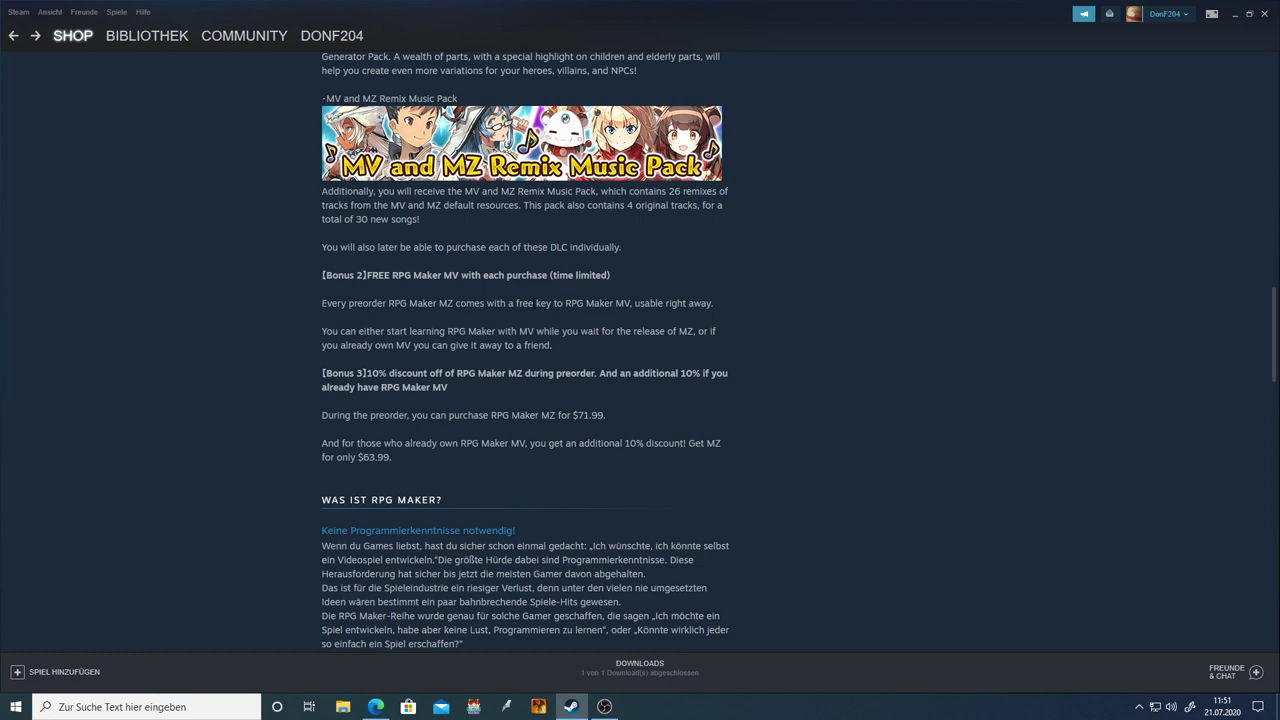 Steam Ansicht Freunde Spiele Hilfe
DonF204
SHOP BIBLIOTHEK COMMUNITY DONF204
Generator Pack. A wealth of parts, with a special highlight on children and elderly parts, will
help you create even more variations for your heroes, villains, and NPCs!
-MV and MZ Remix Music Pack
MV and MZ Remix Music Pack
Additionally, you will receive the MV and MZ Remix Music Pack, which contains 26 remixes of
tracks from the MV and MZ default resources. This pack also contains 4 original tracks, for a
total of 30 new songs!
You will also later be able to purchase each of these DLC individually.
【Bonus 2】FREE RPG Maker MV with each purchase (time limited)
Every preorder RPG Maker MZ comes with a free key to RPG Maker MV, usable right away.
You can either start learning RPG Maker with MV while you wait for the release of MZ, or if
you already own MV you can give it away to a friend.
【Bonus 3】10% discount off of RPG Maker MZ during preorder. And an additional 10% if you
already have RPG Maker MV
During the preorder, you can purchase RPG Maker MZ for $71.99.
And for those who already own RPG Maker MV, you get an additional 10% discount! Get MZ
for only $63.99.
WAS IST RPG MAKER?
Keine Programmierkenntnisse notwendig!
Wenn du Games liebst, hast du sicher schon einmal gedacht: „Ich wünschte, ich könnte selbst
ein Videospiel entwickeln."Die größte Hürde dabei sind Programmierkenntnisse. Diese
Herausforderung hat sicher bis jetzt die meisten Gamer davon abgehalten.
Das ist für die Spieleindustrie ein riesiger Verlust, denn unter den vielen nie umgesetzten
Ideen wären bestimmt ein paar bahnbrechende Spiele-Hits gewesen.
Die RPG Maker-Reihe wurde genau für solche Gamer geschaffen, die sagen „Ich möchte ein
Spiel entwickeln, habe aber keine Lust, Programmieren zu lernen", oder „Könnte wirklich jeder
so einfach ein Spiel erschaffen?"
SPIEL HINZUFÜGEN
DOWNLOADS
1 von 1 Download(s) abgeschlossen
FREUNDE
& CHAT
Zur Suche Text hier eingeben
11:51
21.07.2020